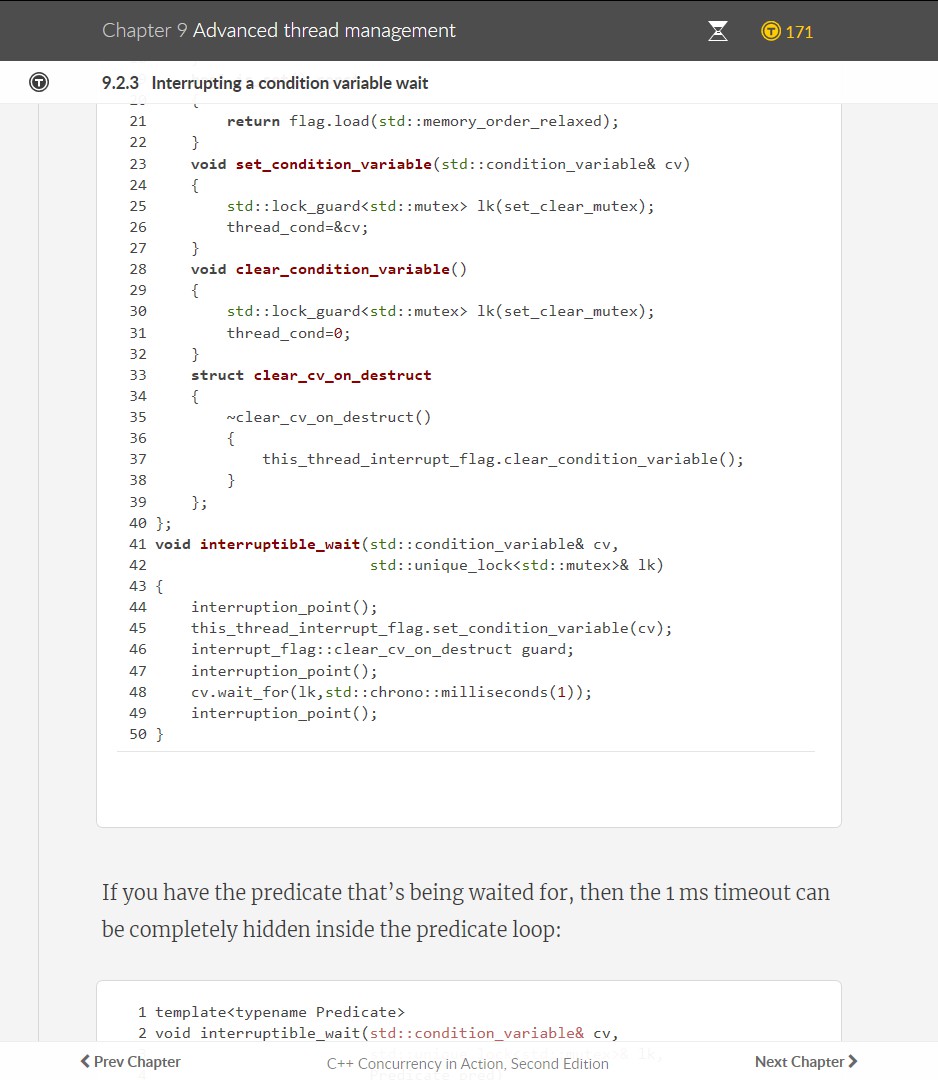 Chapter 9 Advanced thread management
171
9.2.3 Interrupting a condition variable wait
21         return flag.load(std::memory_order_relaxed);
22     }
23     void set_condition_variable(std::condition_variable& cv)
24     {
25         std::lock_guard<std::mutex> lk(set_clear_mutex);
26         thread_cond=&cv;
27     }
28     void clear_condition_variable()
29     {
30         std::lock_guard<std::mutex> lk(set_clear_mutex);
31         thread_cond=0;
32     }
33     struct clear_cv_on_destruct
34     {
35         ~clear_cv_on_destruct()
36         {
37             this_thread_interrupt_flag.clear_condition_variable();
38         }
39     };
40 };
41 void interruptible_wait(std::condition_variable& cv,
42                         std::unique_lock<std::mutex>& lk)
43 {
44     interruption_point();
45     this_thread_interrupt_flag.set_condition_variable(cv);
46     interrupt_flag::clear_cv_on_destruct guard;
47     interruption_point();
48     cv.wait_for(lk,std::chrono::milliseconds(1));
49     interruption_point();
50 }
If you have the predicate that’s being waited for, then the 1 ms timeout can
be completely hidden inside the predicate loop:
1 template<typename Predicate>
2 void interruptible_wait(std::condition_variable& cv,
Prev Chapter
C++ Concurrency in Action, Second Edition
Next Chapter